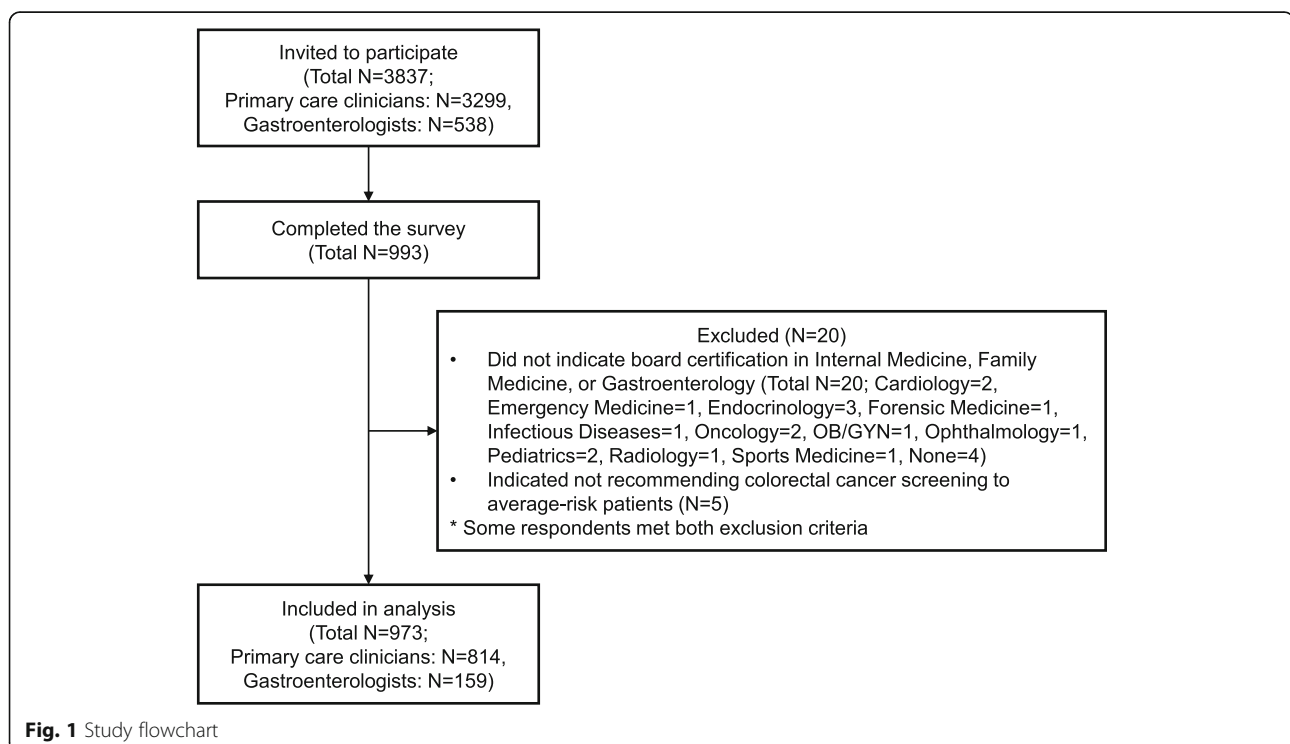 Invited to participate
(Total N=3837;
Primary care clinicians: N=3299,
Gastroenterologists: N=538)
Completed the survey
(Total N=993)
Excluded (N=20)
• Did not indicate board certification in Internal Medicine, Family
Medicine, or Gastroenterology (Total N=20; Cardiology=2,
Emergency Medicine=1, Endocrinology=3, Forensic Medicine=1,
Infectious Diseases=1, Oncology=2, OB/GYN=1, Ophthalmology=1,
Pediatrics=2, Radiology=1, Sports Medicine=1, None=4)
• Indicated not recommending colorectal cancer screening to
average-risk patients (N=5)
* Some respondents met both exclusion criteria
Included in analysis
(Total N=973;
Primary care clinicians: N=814,
Gastroenterologists: N=159)
Fig. 1 Study flowchart